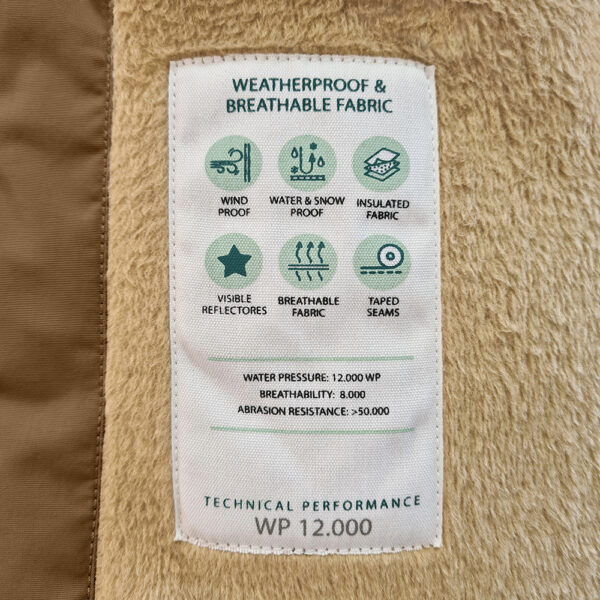 WEATHERPROOF &
BREATHABLE FABRIC
WIND
PROOF
WATER & SNOW
PROOF
INSULATED
FABRIC
VISIBLE
REFLECTORES
BREATHABLE
FABRIC
TAPED
SEAMS
WATER PRESSURE: 12.000 WP
BREATHABILITY: 8.000
ABRASION RESISTANCE: >50.000
TECHNICAL PERFORMANCE
WP 12.000